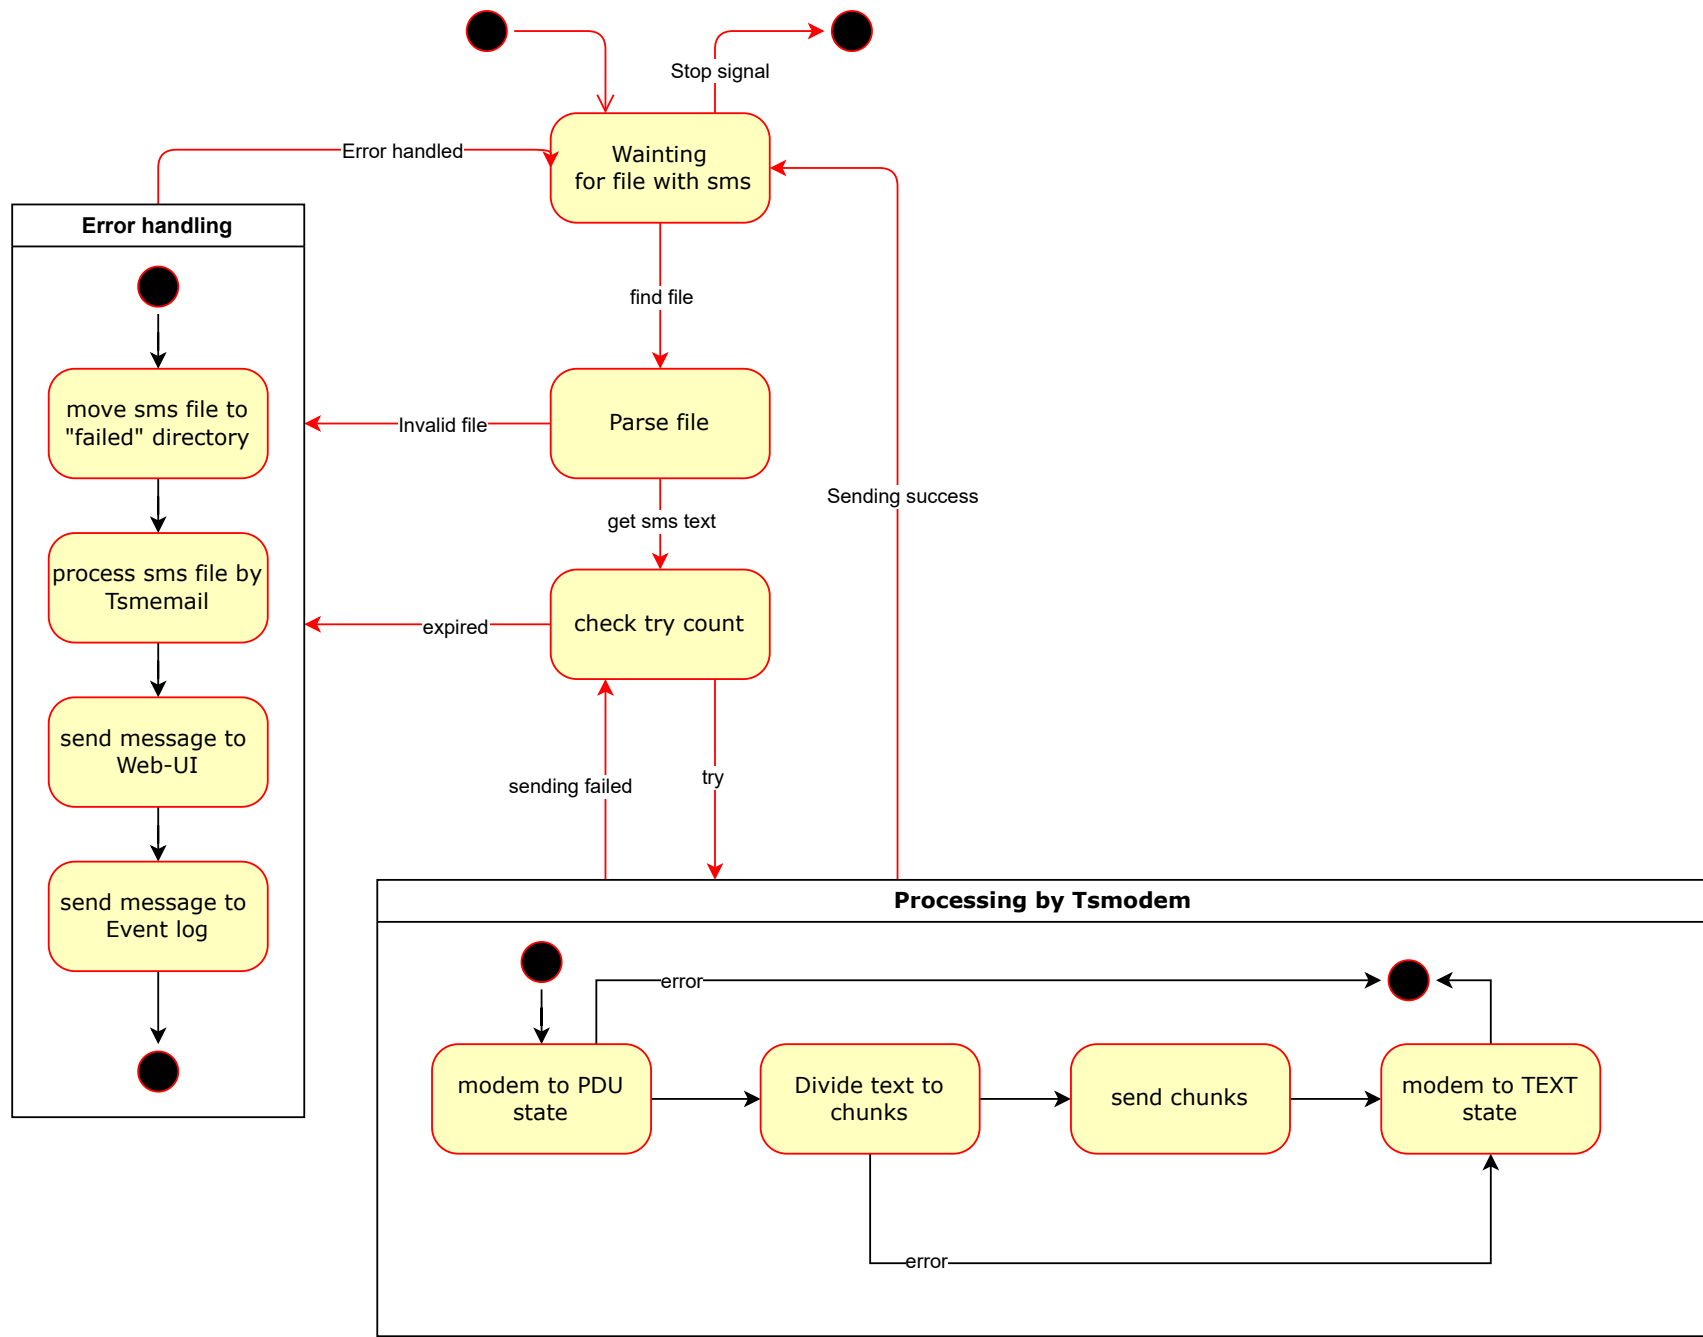 Stop signal
Wainting
for file with sms
Error handled
Error handling
find file
move sms file to
"failed" directory
Invalid file
Parse file
Sending success
get sms text
process sms file by
Tsmemail
expired
check try count
send message to
Web-UI
sending failed
try
send message to
Event log
Processing by Tsmodem
error
modem to PDU
state
Divide text to
chunks
send chunks
modem to TEXT
state
error